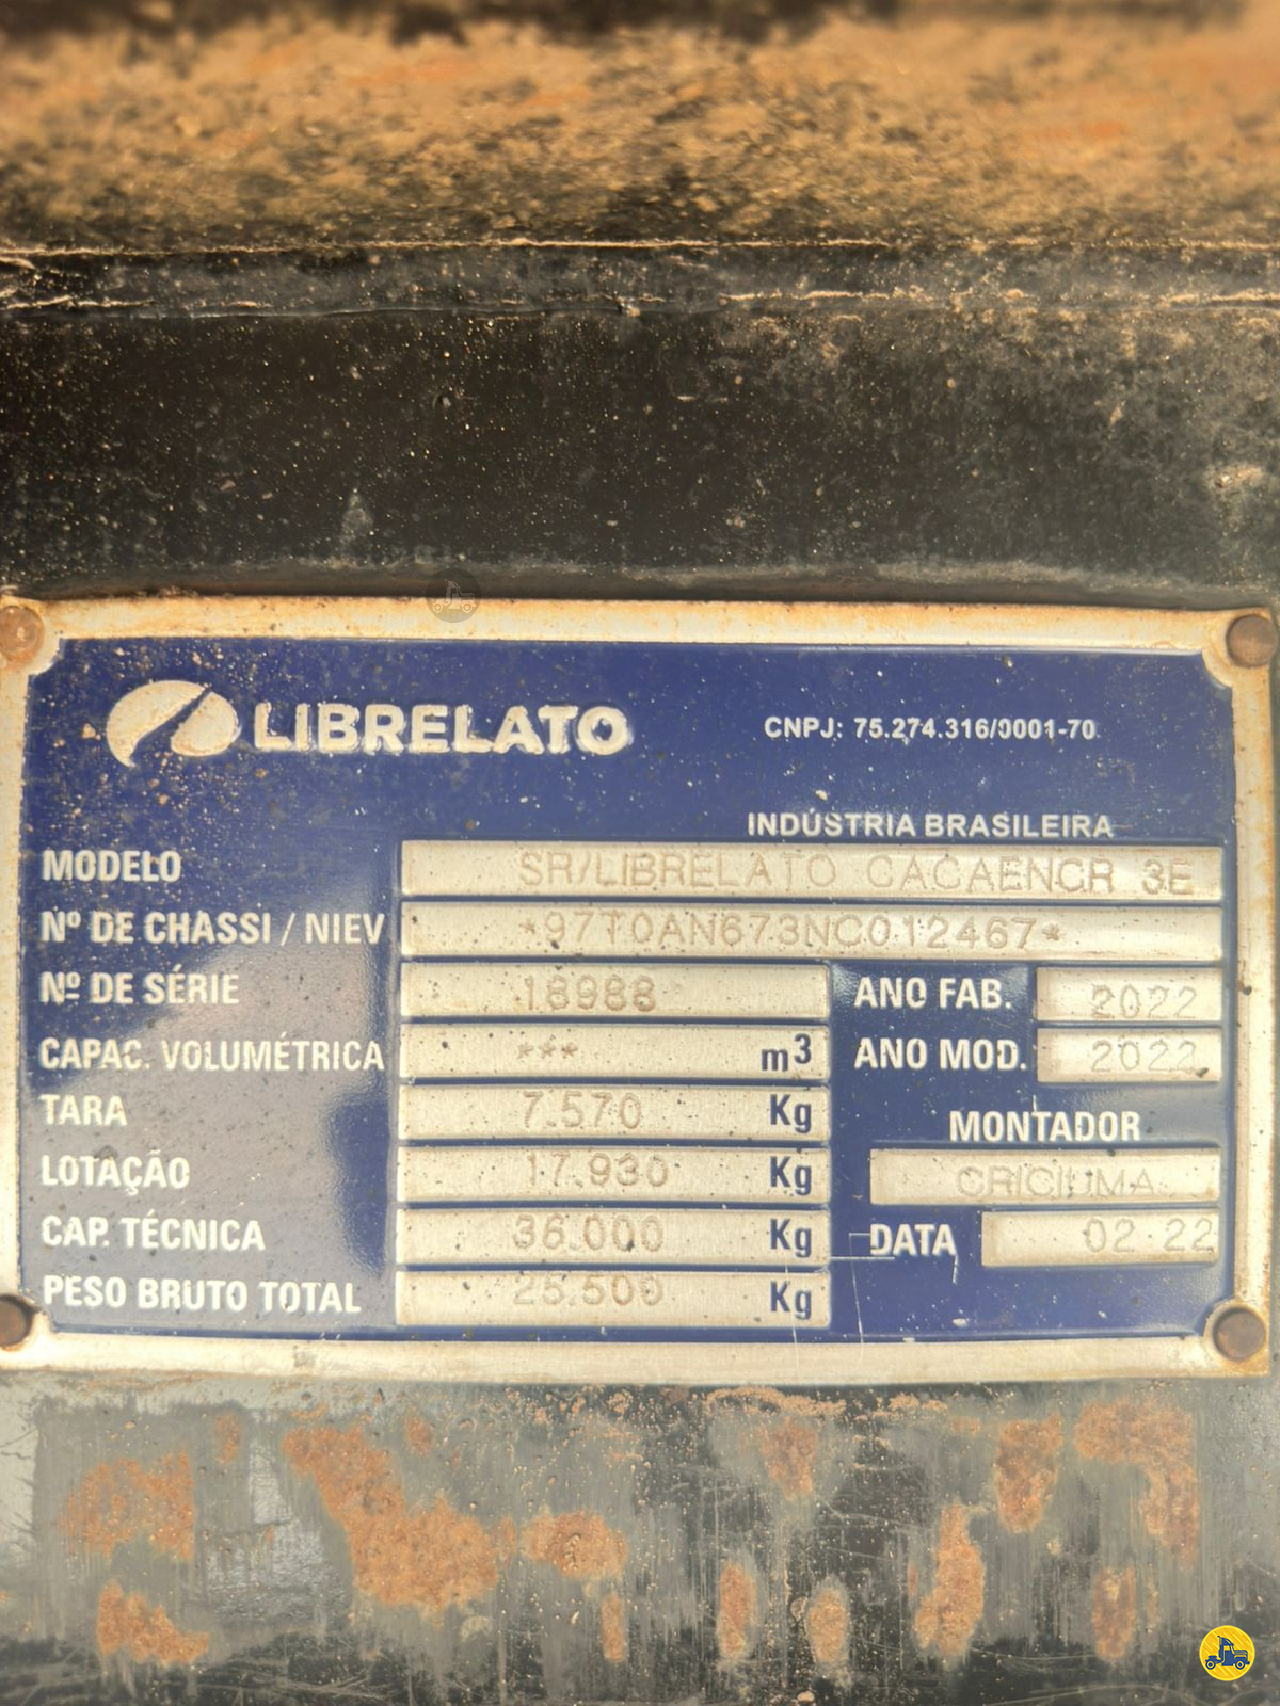 LIBRELATO
CNPJ: 75.274.316/0001-70
INDÚSTRIA BRASILEIRA
MODELO SR/LIBRELATO CACAENCR 3E
Nº DE CHASSI / NIEV *97T0AN673NC012467*
Nº DE SÉRIE 18988 ANO FAB. 2022
CAPAC. VOLUMÉTRICA *** m³ ANO MOD. 2022
TARA 7.570 Kg
MONTADOR
LOTAÇÃO 17.930 Kg
CRICIUMA
CAP. TÉCNICA 36.000 Kg DATA 02 22
PESO BRUTO TOTAL 25.500 Kg